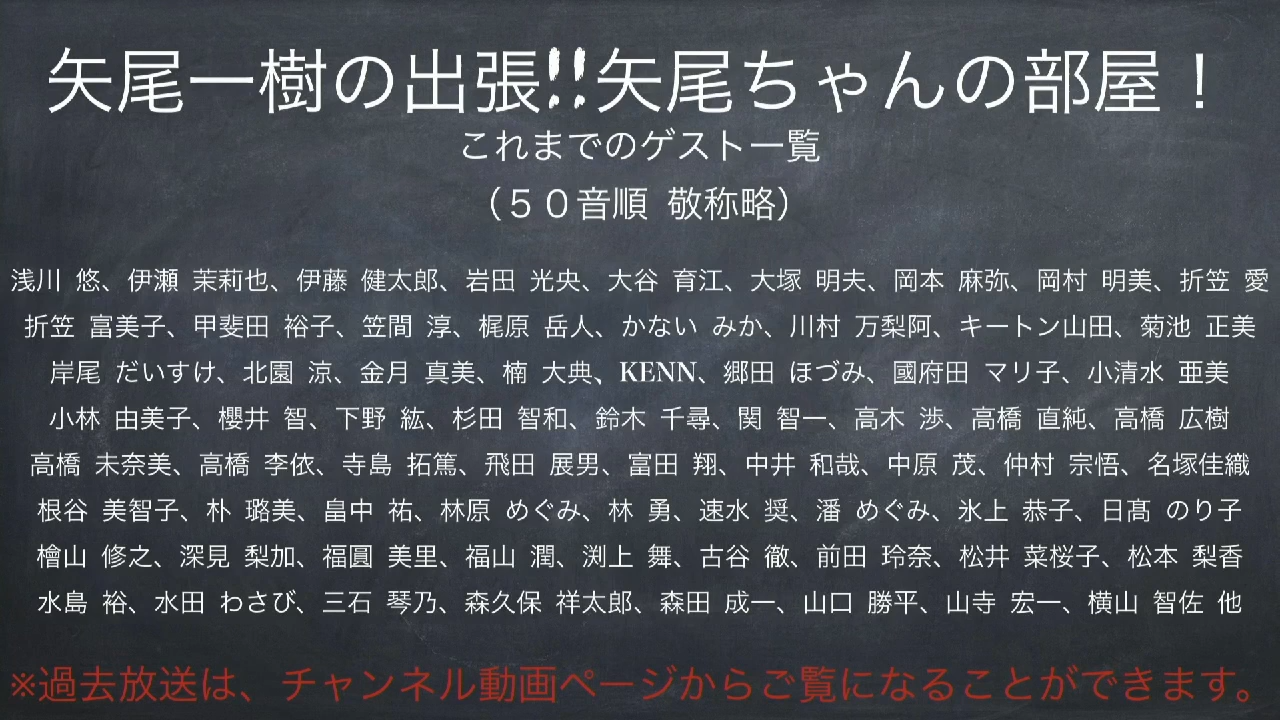 矢尾一樹の出張!!矢尾ちゃんの部屋！
これまでのゲスト一覧
（５０音順 敬称略）
浅川 悠、伊瀬 茉莉也、伊藤 健太郎、岩田 光央、大谷 育江、大塚 明夫、岡本 麻弥、岡村 明美、折笠 愛
折笠 富美子、甲斐田 裕子、笠間 淳、梶原 岳人、かない みか、川村 万梨阿、キートン山田、菊池 正美
岸尾 だいすけ、北園 涼、金月 真美、楠 大典、KENN、郷田 ほづみ、國府田 マリ子、小清水 亜美
小林 由美子、櫻井 智、下野 紘、杉田 智和、鈴木 千尋、関 智一、高木 渉、高橋 直純、高橋 広樹
高橋 未奈美、高橋 李依、寺島 拓篤、飛田 展男、富田 翔、中井 和哉、中原 茂、仲村 宗悟、名塚佳織
根谷 美智子、朴 璐美、畠中 祐、林原 めぐみ、林 勇、速水 奨、潘 めぐみ、氷上 恭子、日髙 のり子
檜山 修之、深見 梨加、福圓 美里、福山 潤、渕上 舞、古谷 徹、前田 玲奈、松井 菜桜子、松本 梨香
水島 裕、水田 わさび、三石 琴乃、森久保 祥太郎、森田 成一、山口 勝平、山寺 宏一、横山 智佐 他
※過去放送は、チャンネル動画ページからご覧になることができます。